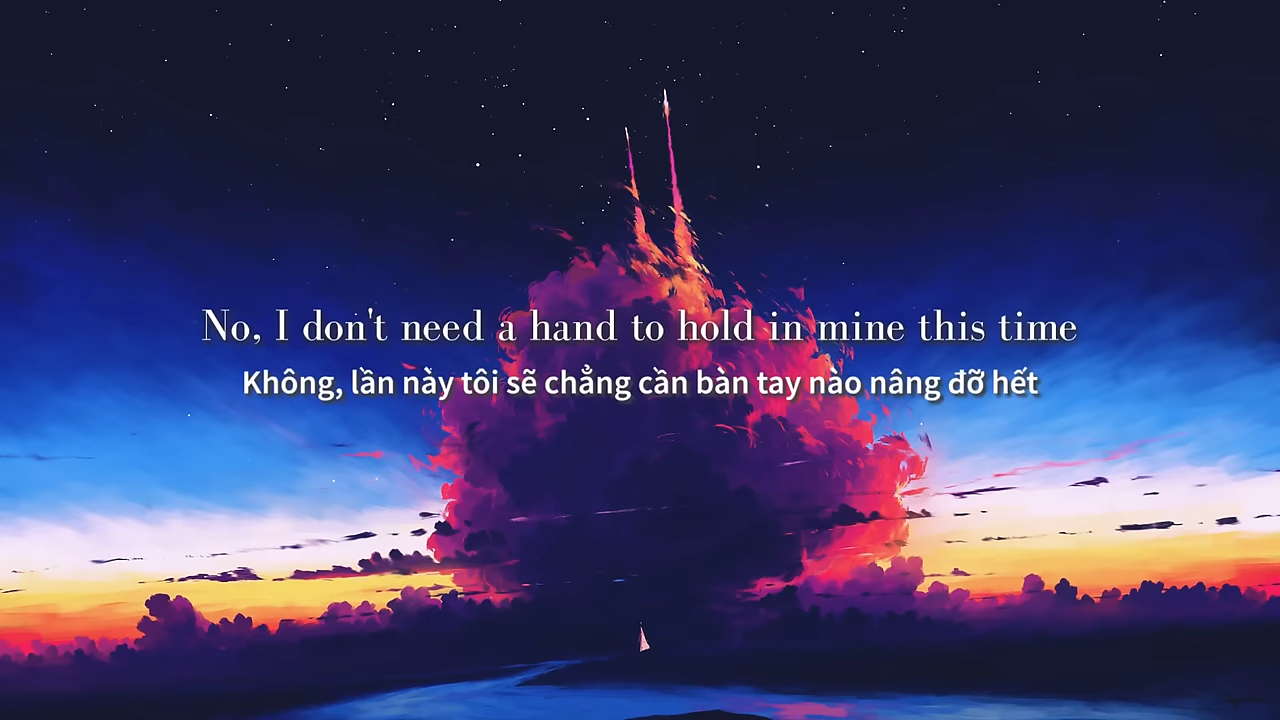 No, I don't need a hand to hold in mine this time
Không, lần này tôi sẽ chẳng cần bàn tay nào nâng đỡ hết